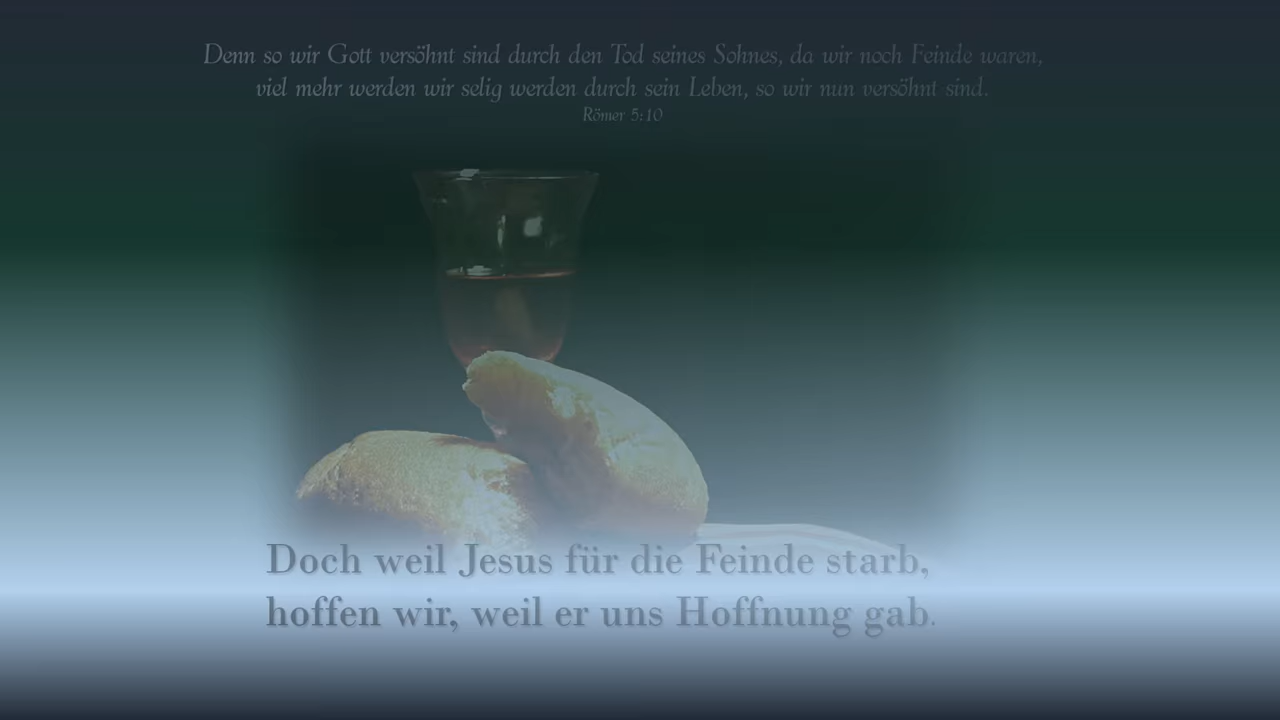 Denn so wir Gott versöhnt sind durch den Tod seines Sohnes, da wir noch Feinde waren,
viel mehr werden wir selig werden durch sein Leben, so wir nun versöhnt sind.
Römer 5:10
Doch weil Jesus für die Feinde starb,
hoffen wir, weil er uns Hoffnung gab.